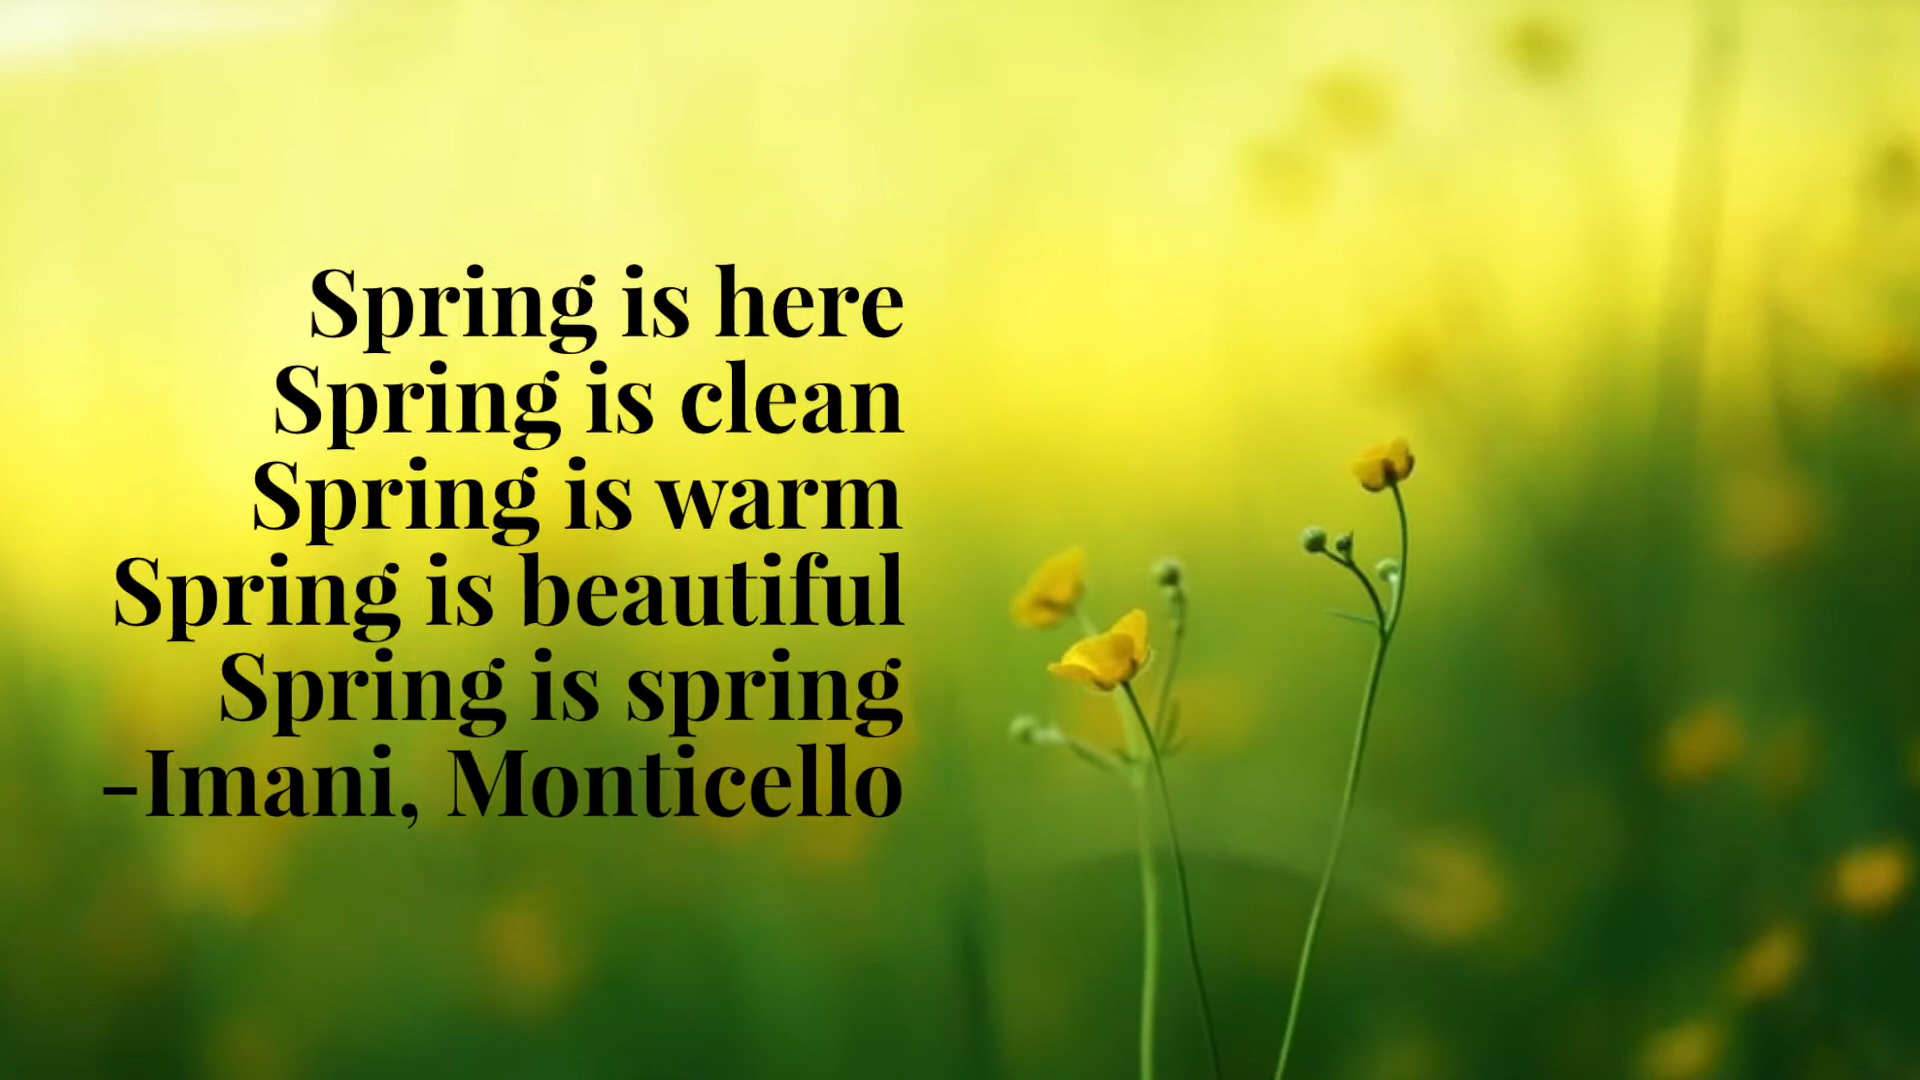 Spring is here
Spring is clean
Spring is warm
Spring is beautiful
Spring is spring
-Imani, Monticello